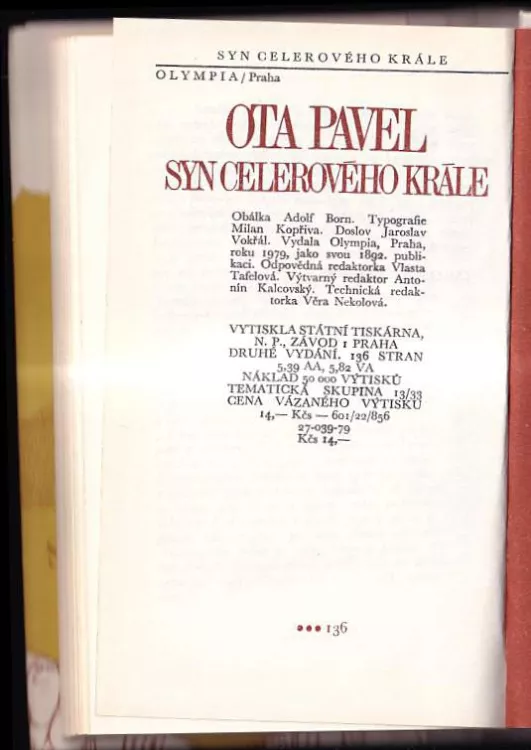 SYN CELEROVÉHO KRÁLE
OLYMPIA/Praha
OTA PAVEL
SYN CELEROVÉHO KRÁLE
Obálka Adolf Born. Typografie
Milan Kopřiva. Doslov Jaroslav
Vokřál. Vydala Olympia, Praha,
roku 1979, jako svou 1892. publi-
kaci. Odpovědná redaktorka Vlasta
Tafelová. Výtvarný redaktor Anto-
nín Kalcovský. Technická redak-
torka Věra Nekolová.
VYTISKLA STÁTNÍ TISKÁRNA,
N. P., ZÁVOD 1 PRAHA
DRUHÉ VYDÁNÍ. 136 STRAN
5,39 AA, 5,82 VA
NÁKLAD 50 000 VÝTISKŮ
TEMATICKÁ SKUPINA 13/33
CENA VÁZANÉHO VÝTISKU
14,— Kčs — 601/22/856
27-039-79
Kčs 14,—
●●● 136